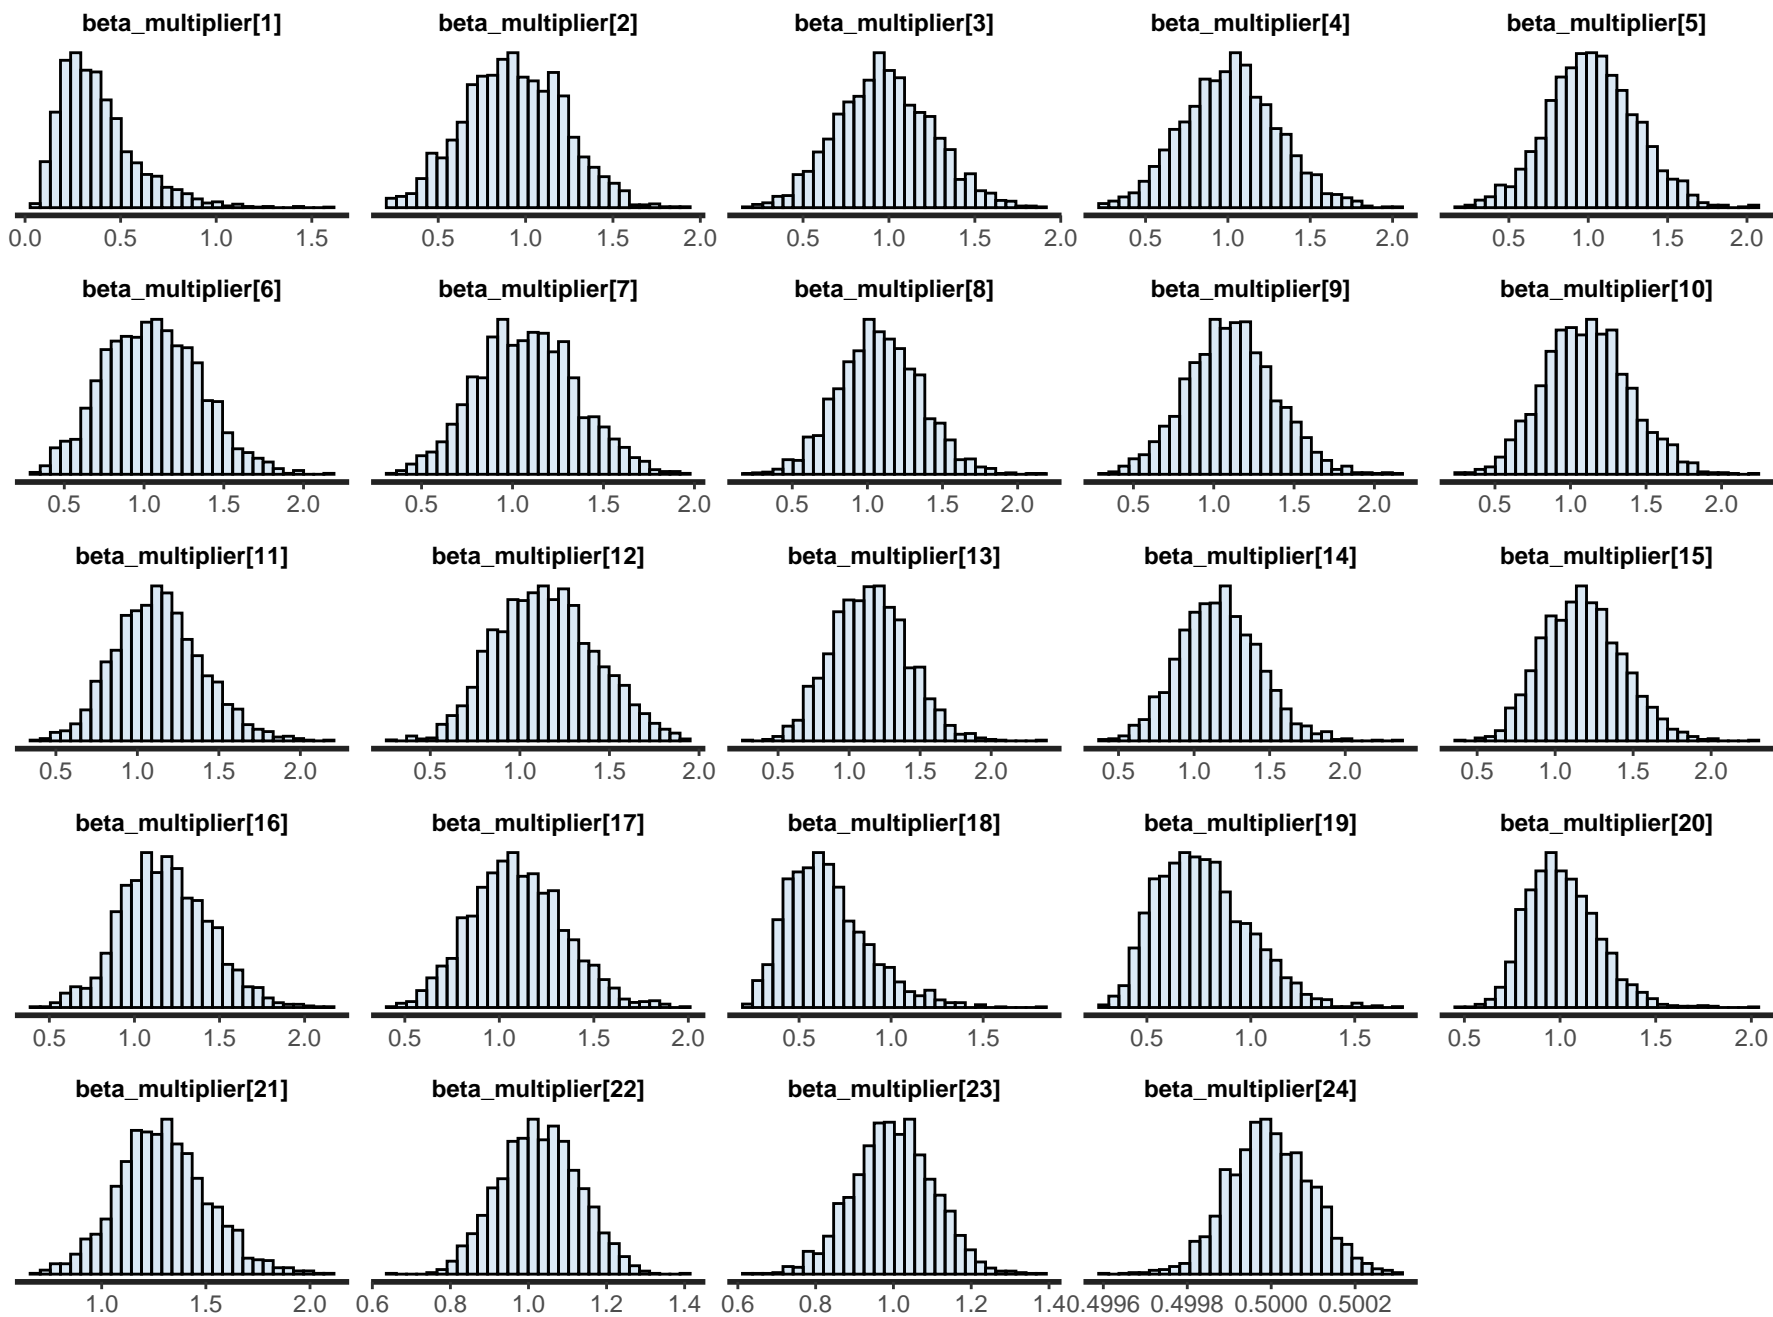 beta_multiplier[1] beta_multiplier[2] beta_multiplier[3] beta_multiplier[4] beta_multiplier[5]
0.0 0.5 1.0 1.5 0.5 1.0 1.5 2.0 0.5 1.0 1.5 2.0 0.5 1.0 1.5 2.0 0.5 1.0 1.5 2.0
beta_multiplier[6] beta_multiplier[7] beta_multiplier[8] beta_multiplier[9] beta_multiplier[10]
0.5 1.0 1.5 2.0 0.5 1.0 1.5 2.0 0.5 1.0 1.5 2.0 0.5 1.0 1.5 2.0 0.5 1.0 1.5 2.0
beta_multiplier[11] beta_multiplier[12] beta_multiplier[13] beta_multiplier[14] beta_multiplier[15]
0.5 1.0 1.5 2.0 0.5 1.0 1.5 2.0 0.5 1.0 1.5 2.0 0.5 1.0 1.5 2.0 0.5 1.0 1.5 2.0
beta_multiplier[16] beta_multiplier[17] beta_multiplier[18] beta_multiplier[19] beta_multiplier[20]
0.5 1.0 1.5 2.0 0.5 1.0 1.5 2.0 0.5 1.0 1.5 0.5 1.0 1.5 0.5 1.0 1.5 2.0
beta_multiplier[21] beta_multiplier[22] beta_multiplier[23] beta_multiplier[24]
1.0 1.5 2.0 0.6 0.8 1.0 1.2 1.4 0.6 0.8 1.0 1.2 1.4 0.4996 0.4998 0.5000 0.5002